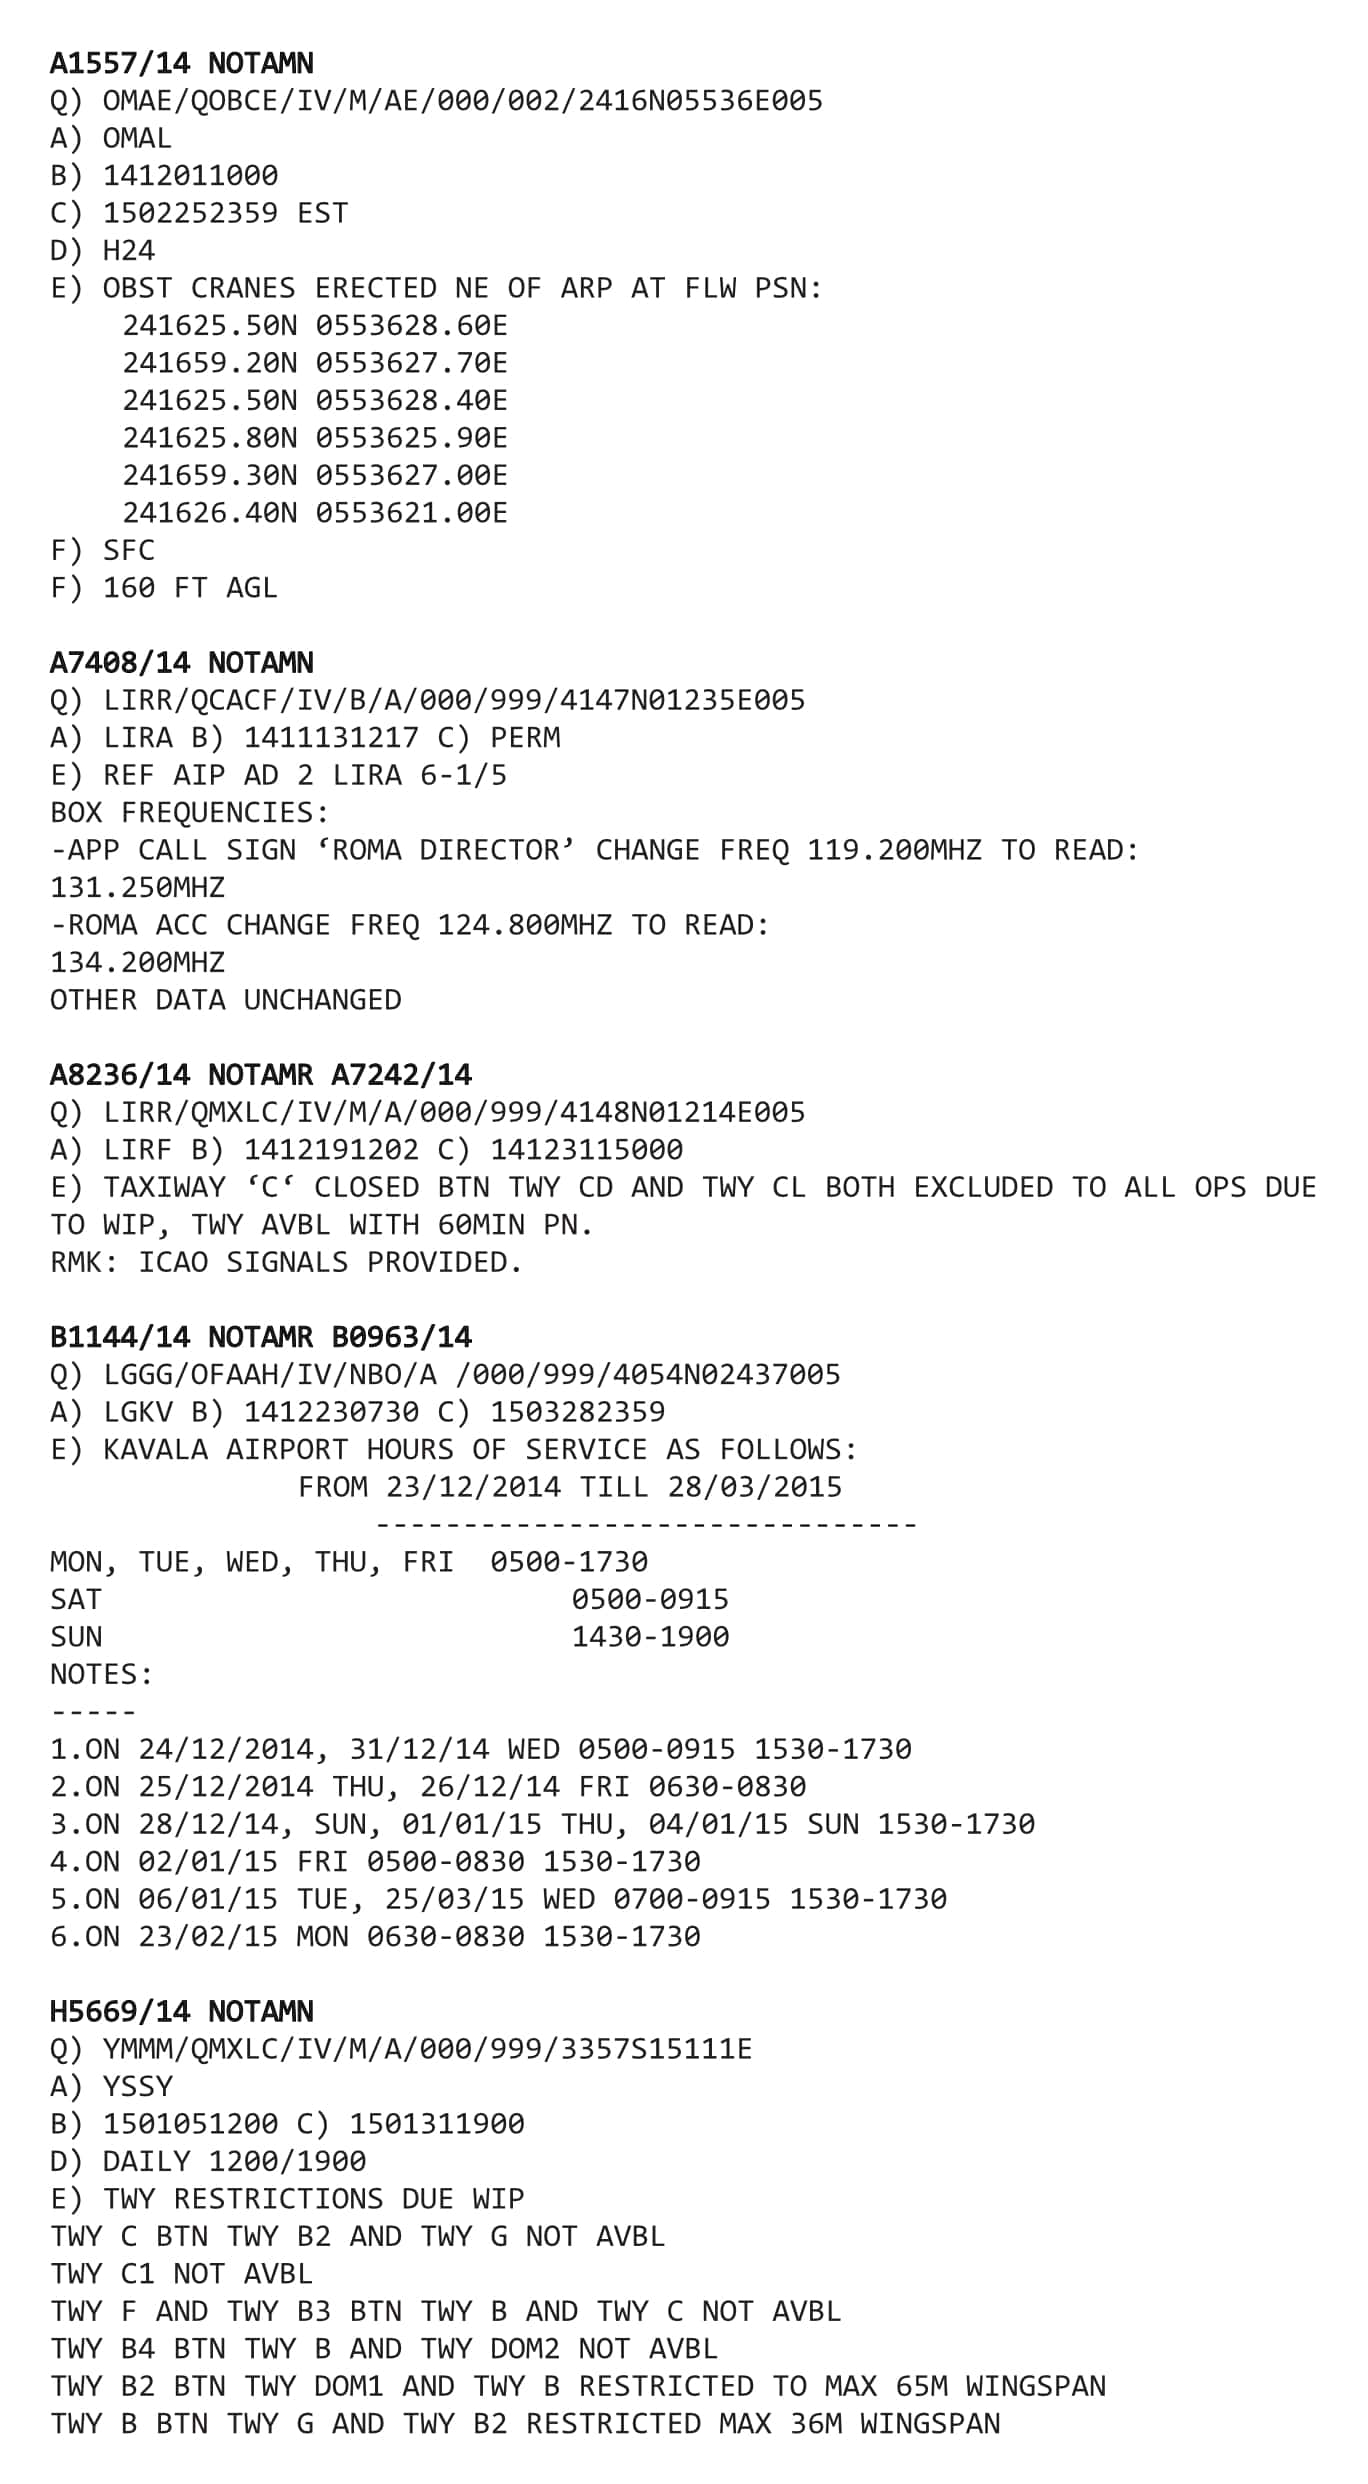 A1557/14 NOTAMN
Q) OMAE/QOBCE/IV/M/AE/000/002/2416N05536E005
A) OMAL
B) 1412011000
C) 1502252359 EST
D) H24
E) OBST CRANES ERECTED NE OF ARP AT FLW PSN:
241625.50N 0553628.60E
241659.20N 0553627.70E
241625.50N 0553628.40E
241625.80N 0553625.90E
241659.30N 0553627.00E
241626.40N 0553621.00E
F) SFC
F) 160 FT AGL
A7408/14 NOTAMN
Q) LIRR/QCACF/IV/B/A/000/999/4147N01235E005
A) LIRA B) 1411131217 C) PERM
E) REF AIP AD 2 LIRA 6-1/5
BOX FREQUENCIES:
-APP CALL SIGN ‘ROMA DIRECTOR’ CHANGE FREQ 119.200MHZ TO READ:
131.250MHZ
-ROMA ACC CHANGE FREQ 124.800MHZ TO READ:
134.200MHZ
OTHER DATA UNCHANGED
A8236/14 NOTAMR A7242/14
Q) LIRR/QMXLC/IV/M/A/000/999/4148N01214E005
A) LIRF B) 1412191202 C) 14123115000
E) TAXIWAY ‘C‘ CLOSED BTN TWY CD AND TWY CL BOTH EXCLUDED TO ALL OPS DUE
TO WIP, TWY AVBL WITH 60MIN PN.
RMK: ICAO SIGNALS PROVIDED.
B1144/14 NOTAMR B0963/14
Q) LGGG/OFAAH/IV/NBO/A /000/999/4054N02437005
A) LGKV B) 1412230730 C) 1503282359
E) KAVALA AIRPORT HOURS OF SERVICE AS FOLLOWS:
FROM 23/12/2014 TILL 28/03/2015
-------------------------------
MON, TUE, WED, THU, FRI 0500-1730
SAT 0500-0915
SUN 1430-1900
NOTES:
-----
1.ON 24/12/2014, 31/12/14 WED 0500-0915 1530-1730
2.ON 25/12/2014 THU, 26/12/14 FRI 0630-0830
3.ON 28/12/14, SUN, 01/01/15 THU, 04/01/15 SUN 1530-1730
4.ON 02/01/15 FRI 0500-0830 1530-1730
5.ON 06/01/15 TUE, 25/03/15 WED 0700-0915 1530-1730
6.ON 23/02/15 MON 0630-0830 1530-1730
H5669/14 NOTAMN
Q) YMMM/QMXLC/IV/M/A/000/999/3357S15111E
A) YSSY
B) 1501051200 C) 1501311900
D) DAILY 1200/1900
E) TWY RESTRICTIONS DUE WIP
TWY C BTN TWY B2 AND TWY G NOT AVBL
TWY C1 NOT AVBL
TWY F AND TWY B3 BTN TWY B AND TWY C NOT AVBL
TWY B4 BTN TWY B AND TWY DOM2 NOT AVBL
TWY B2 BTN TWY DOM1 AND TWY B RESTRICTED TO MAX 65M WINGSPAN
TWY B BTN TWY G AND TWY B2 RESTRICTED MAX 36M WINGSPAN